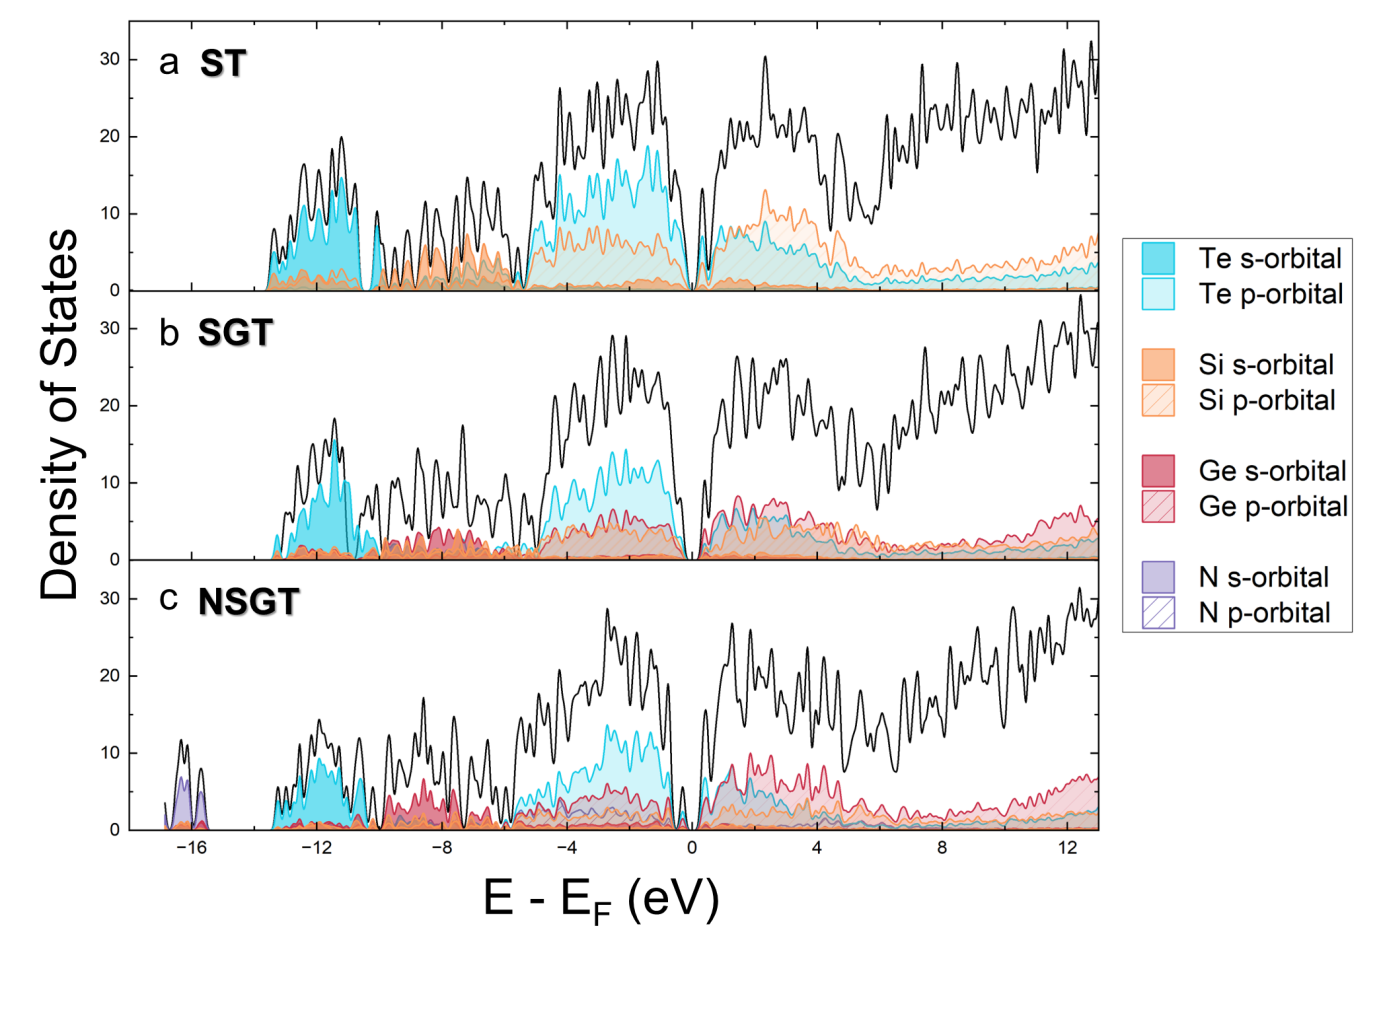 a ST
30
20
10
0
b SGT
30
20
10
0
c NSGT
30
20
10
0
−16 −12 −8 −4 0 4 8 12
Density of States
E - E_F (eV)
Te s-orbital
Te p-orbital
Si s-orbital
Si p-orbital
Ge s-orbital
Ge p-orbital
N s-orbital
N p-orbital